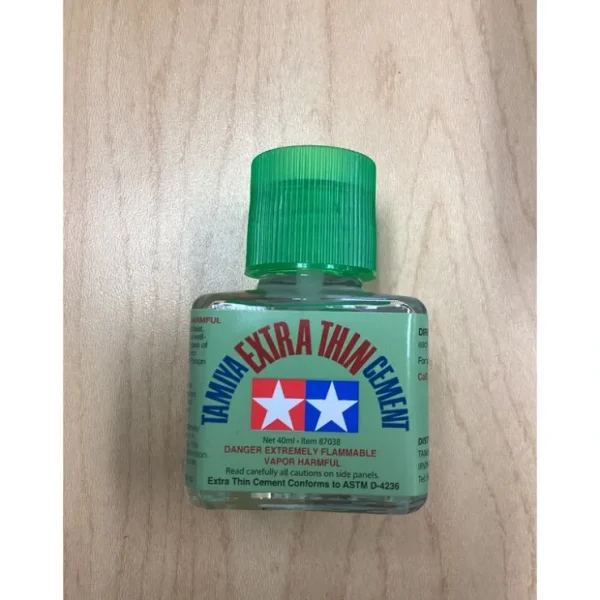 TAMIYA EXTRA THIN CEMENT
Net 40ml • Item 87038
DANGER EXTREMELY FLAMMABLE
VAPOR HARMFUL
Read carefully all cautions on side panels.
Extra Thin Cement Conforms to ASTM D-4236
HARMFUL